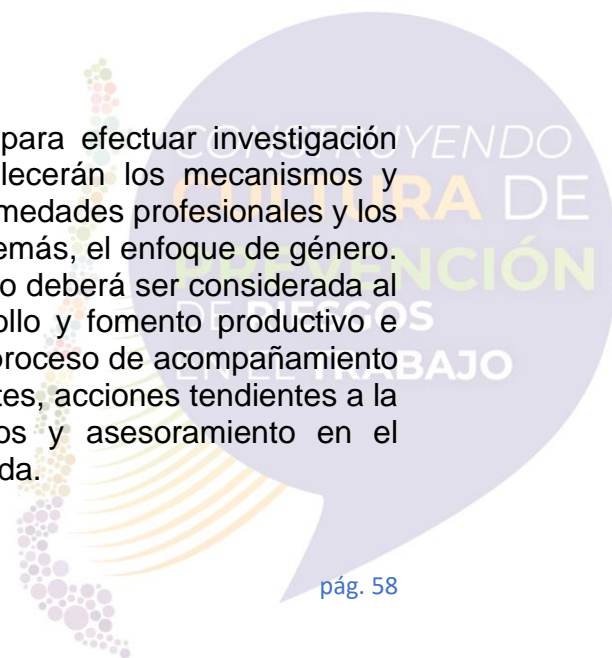 para efectuar investigación
lecerán los mecanismos y
medades profesionales y los
emás, el enfoque de género.
o deberá ser considerada al
ollo y fomento productivo e
proceso de acompañamiento
tes, acciones tendientes a la
os y asesoramiento en el
da.
CONSTRUYENDO
CULTURA DE
PREVENCIÓN
DE RIESGOS
EN EL TRABAJO
pág. 58